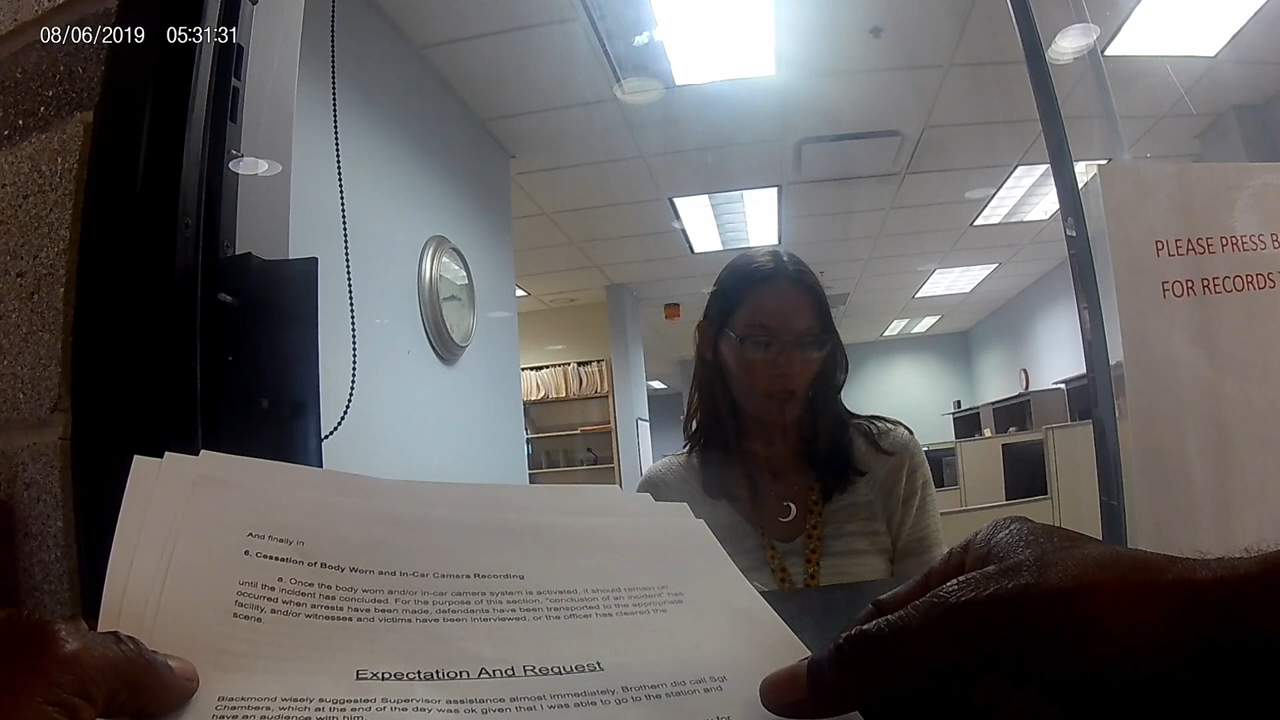 08/06/2019 05:31:31
PLEASE PRESS B
FOR RECORDS
And finally in
6. Cessation of Body Worn and In-Car Camera Recording
a. Once the body worn and/or in-car camera system is activated, it should remain on
until the incident has concluded. For the purpose of this section, "conclusion of an incident" has
occurred when arrests have been made, defendants have been transported to the appropriate
facility, and/or witnesses and victims have been interviewed, or the officer has cleared the
scene.
Expectation And Request
Blackmond wisely suggested Supervisor assistance almost immediately. Brothern did call Sgt
Chambers, which at the end of the day was ok given that I was able to go to the station and
have an audience with him.